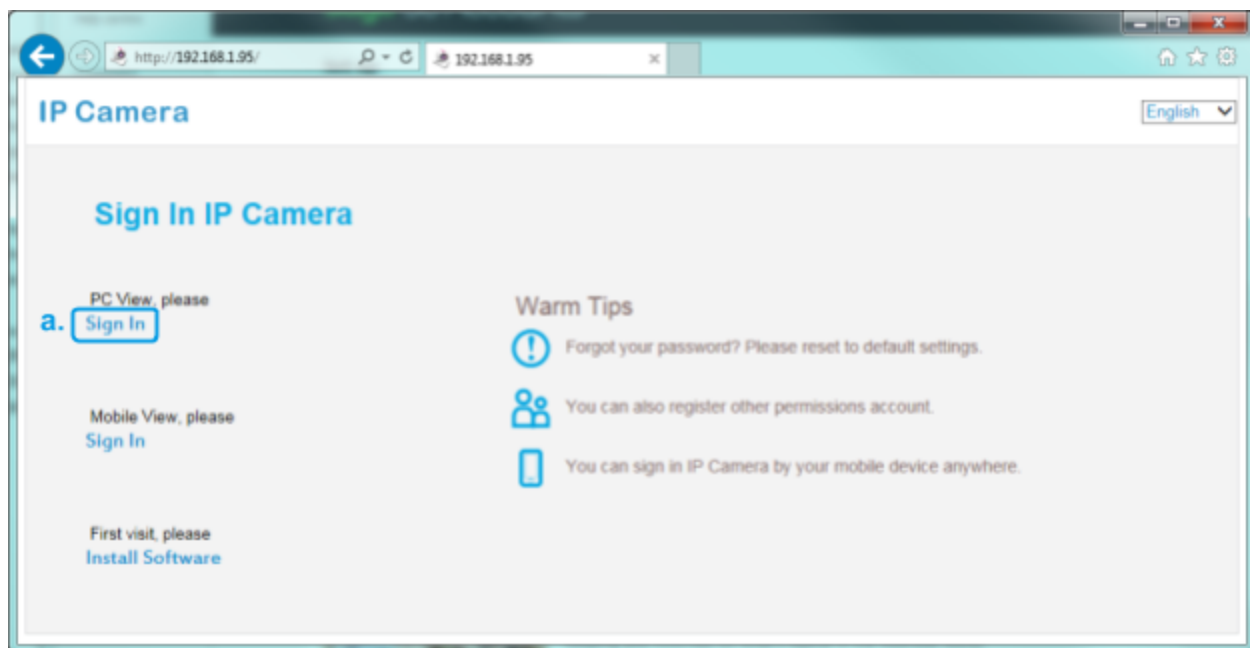 http://192.168.1.95/
192.168.1.95
IP Camera
English
Sign In IP Camera
PC View, please
a. Sign In
Mobile View, please
Sign In
First visit, please
Install Software
Warm Tips
Forgot your password? Please reset to default settings.
You can also register other permissions account.
You can sign in IP Camera by your mobile device anywhere.